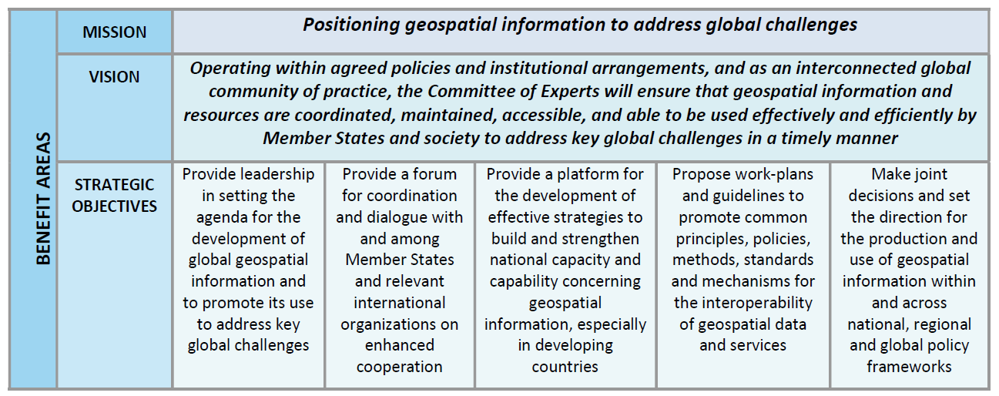 BENEFIT AREAS
MISSION
Positioning geospatial information to address global challenges
VISION
Operating within agreed policies and institutional arrangements, and as an interconnected global
community of practice, the Committee of Experts will ensure that geospatial information and
resources are coordinated, maintained, accessible, and able to be used effectively and efficiently by
Member States and society to address key global challenges in a timely manner
STRATEGIC
OBJECTIVES
Provide leadership
in setting the
agenda for the
development of
global geospatial
information and
to promote its use
to address key
global challenges
Provide a forum
for coordination
and dialogue with
and among
Member States
and relevant
international
organizations on
enhanced
cooperation
Provide a platform for
the development of
effective strategies to
build and strengthen
national capacity and
capability concerning
geospatial
information, especially
in developing
countries
Propose work-plans
and guidelines to
promote common
principles, policies,
methods, standards
and mechanisms for
the interoperability
of geospatial data
and services
Make joint
decisions and set
the direction for
the production and
use of geospatial
information within
and across
national, regional
and global policy
frameworks